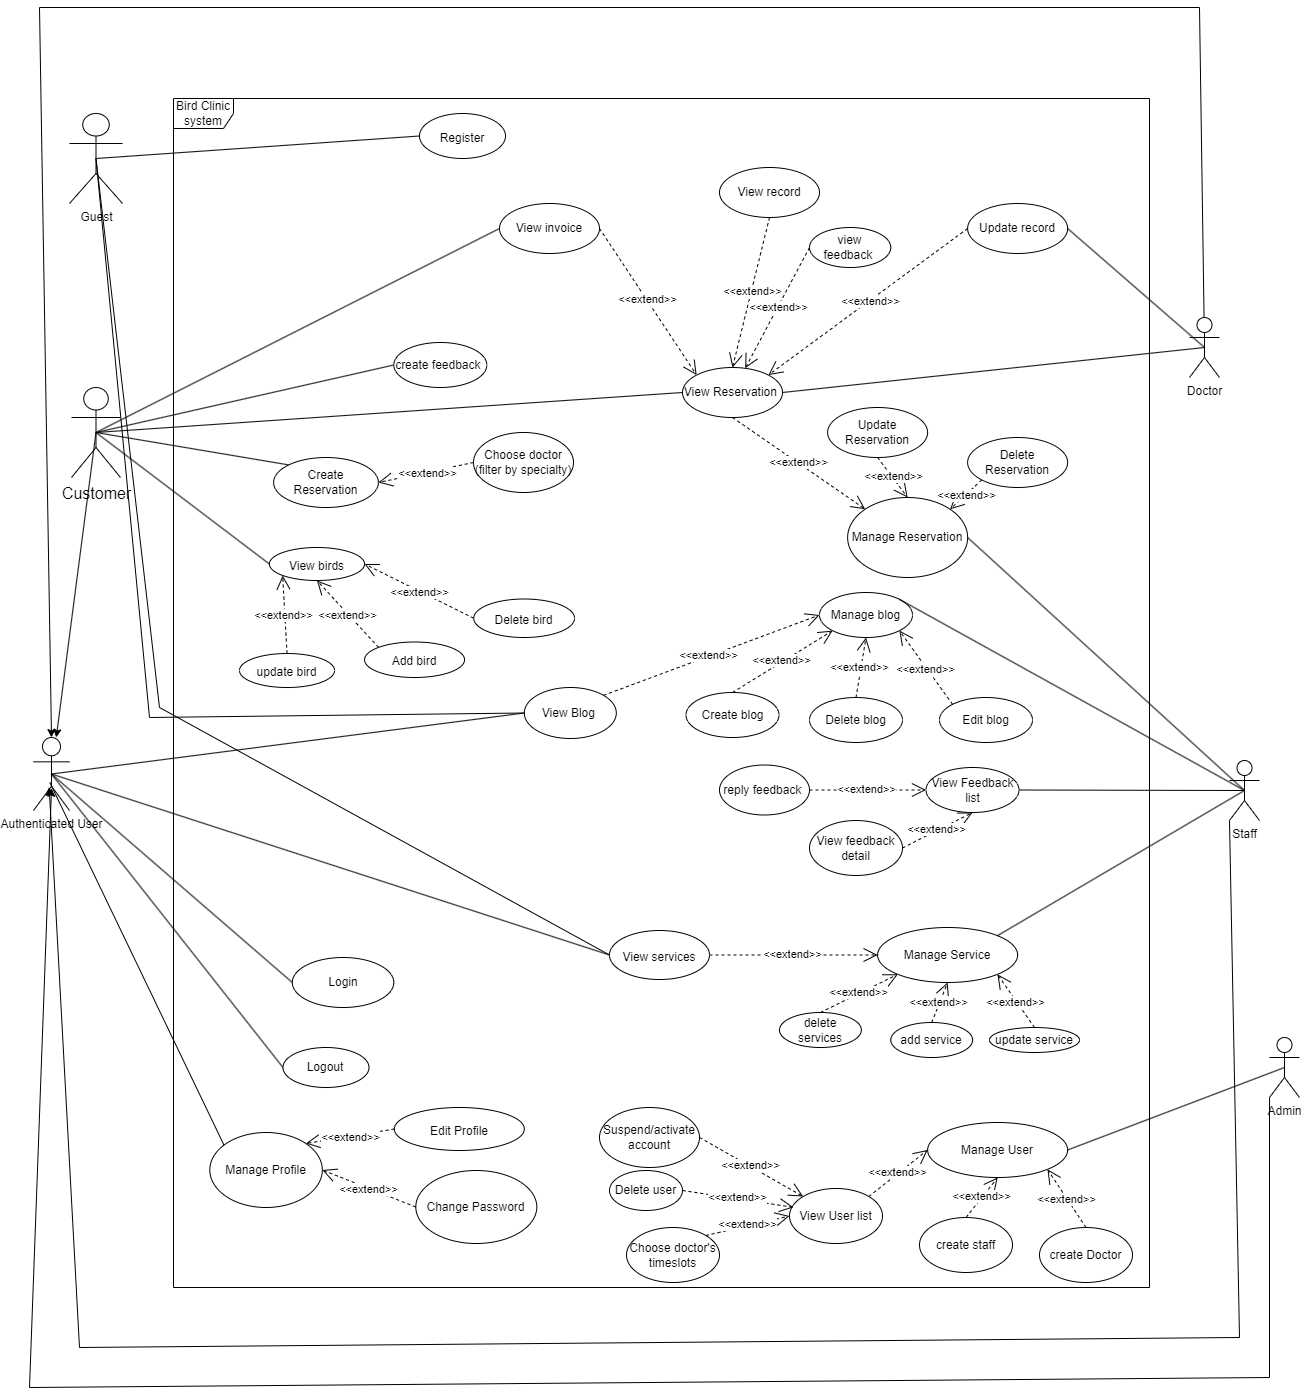 Bird Clinic
system
Register
Guest
View record
View invoice
Update record
view
feedback
<<extend>>
<<extend>>
<<extend>>
<<extend>>
create feedback
View Reservation
Doctor
Update
Reservation
Choose doctor
(filter by specialty)
Delete
Reservation
<<extend>>
Create
Reservation
<<extend>>
<<extend>>
<<extend>>
Customer
Manage Reservation
View birds
<<extend>>
<<extend>>
<<extend>>
Delete bird
Manage blog
Add bird
update bird
<<extend>>
<<extend>>
<<extend>>
<<extend>>
View Blog
Create blog
Delete blog
Edit blog
reply feedback
<<extend>>
View Feedback
list
Authenticated User
<<extend>>
Staff
View feedback
detail
View services
<<extend>>
Manage Service
Login
<<extend>>
<<extend>>
<<extend>>
delete
services
add service
update service
Logout
Admin
Edit Profile
<<extend>>
Suspend/activate
account
Manage User
Manage Profile
<<extend>>
<<extend>>
<<extend>>
Delete user
<<extend>>
<<extend>>
<<extend>>
Change Password
View User list
<<extend>>
Choose doctor's
timeslots
create staff
create Doctor